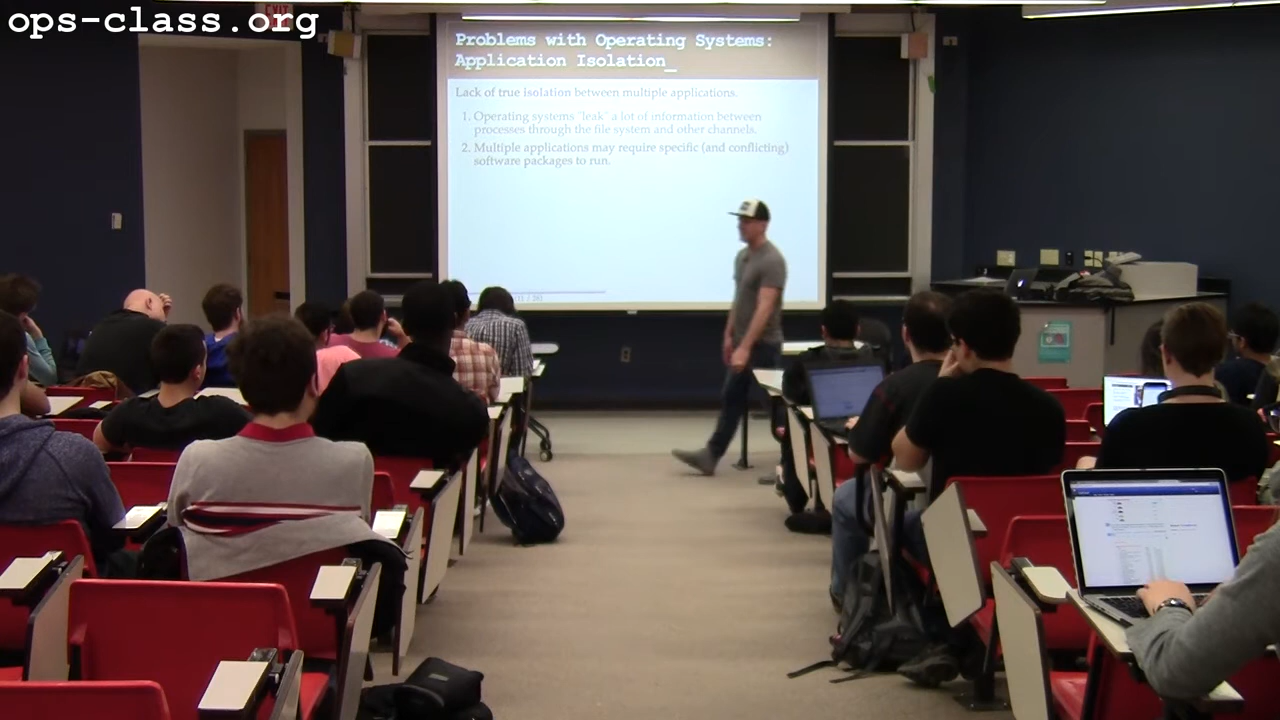 ops-class.org
EXIT
Problems with Operating Systems:
Application Isolation_
Lack of true isolation between multiple applications.
1. Operating systems "leak" a lot of information between
processes through the file system and other channels.
2. Multiple applications may require specific (and conflicting)
software packages to run.